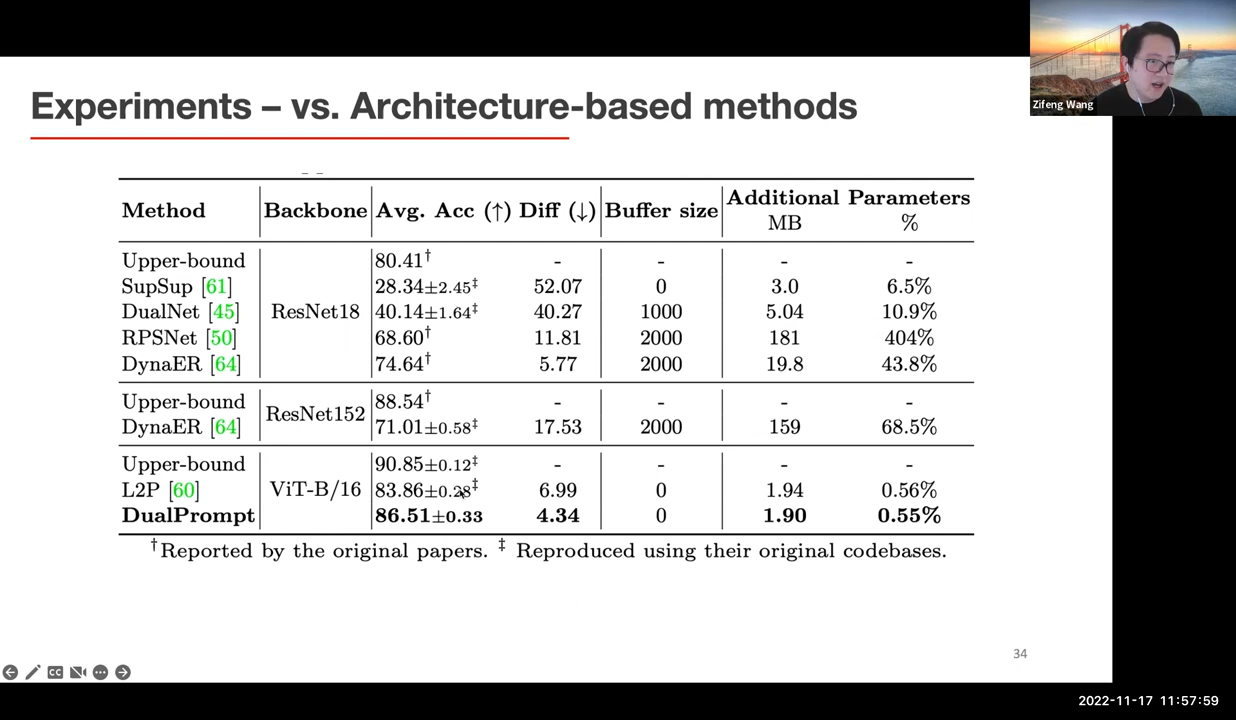 Zifeng Wang
Experiments – vs. Architecture-based methods
Method Backbone Avg. Acc (↑) Diff (↓) Buffer size Additional Parameters
MB %
Upper-bound 80.41† - - - -
SupSup [61] 28.34±2.45‡ 52.07 0 3.0 6.5%
DualNet [45] ResNet18 40.14±1.64‡ 40.27 1000 5.04 10.9%
RPSNet [50] 68.60† 11.81 2000 181 404%
DynaER [64] 74.64† 5.77 2000 19.8 43.8%
Upper-bound ResNet152 88.54† - - - -
DynaER [64] 71.01±0.58‡ 17.53 2000 159 68.5%
Upper-bound 90.85±0.12‡ - - - -
L2P [60] ViT-B/16 83.86±0.28‡ 6.99 0 1.94 0.56%
DualPrompt 86.51±0.33 4.34 0 1.90 0.55%
†Reported by the original papers. ‡ Reproduced using their original codebases.
34
CC
2022-11-17 11:57:59